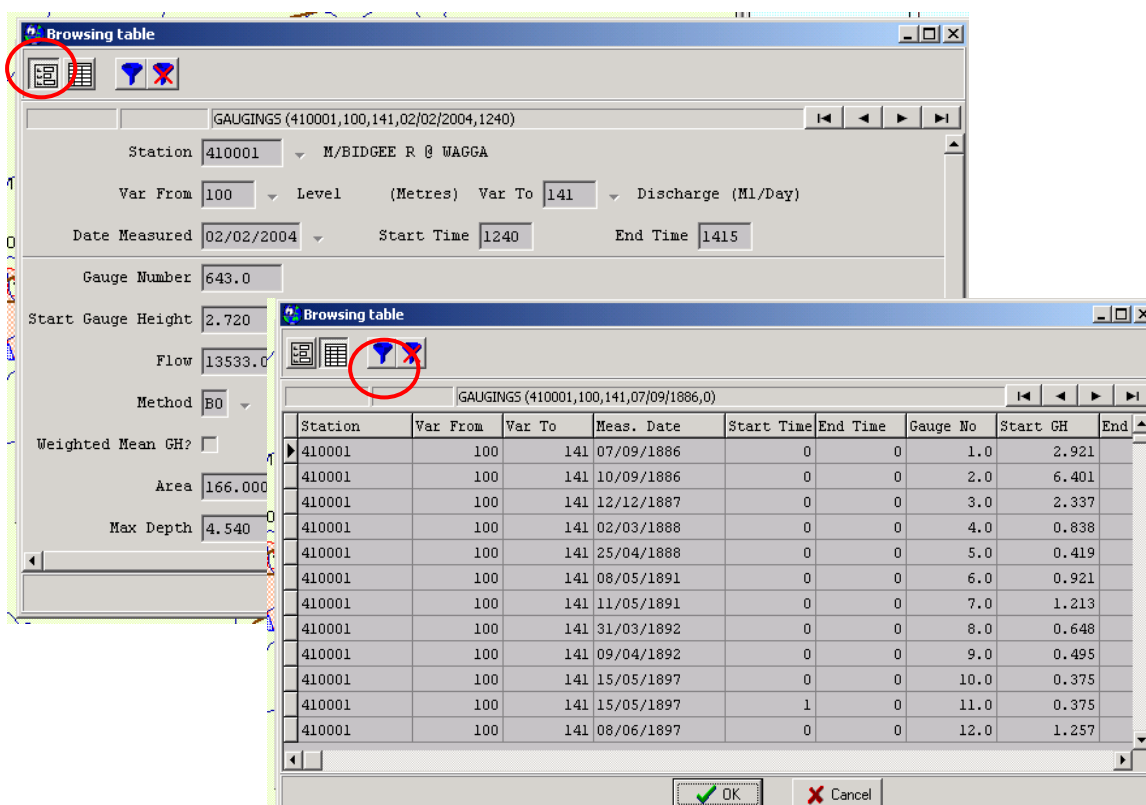 Browsing table
GAUGINGS (410001,100,141,02/02/2004,1240)
Station 410001 M/BIDGEE R @ WAGGA
Var From 100 Level (Metres) Var To 141 Discharge (Ml/Day)
Date Measured 02/02/2004 Start Time 1240 End Time 1415
Gauge Number 643.0
Start Gauge Height 2.720
Flow 13533.0
Method BO
Weighted Mean GH?
Area 166.000
Max Depth 4.540
Browsing table
GAUGINGS (410001,100,141,07/09/1886,0)
Station Var From Var To Meas. Date Start Time End Time Gauge No Start GH End
410001 100 141 07/09/1886 0 0 1.0 2.921
410001 100 141 10/09/1886 0 0 2.0 6.401
410001 100 141 12/12/1887 0 0 3.0 2.337
410001 100 141 02/03/1888 0 0 4.0 0.838
410001 100 141 25/04/1888 0 0 5.0 0.419
410001 100 141 08/05/1891 0 0 6.0 0.921
410001 100 141 11/05/1891 0 0 7.0 1.213
410001 100 141 31/03/1892 0 0 8.0 0.648
410001 100 141 09/04/1892 0 0 9.0 0.495
410001 100 141 15/05/1897 0 0 10.0 0.375
410001 100 141 15/05/1897 1 0 11.0 0.375
410001 100 141 08/06/1897 0 0 12.0 1.257
OK Cancel